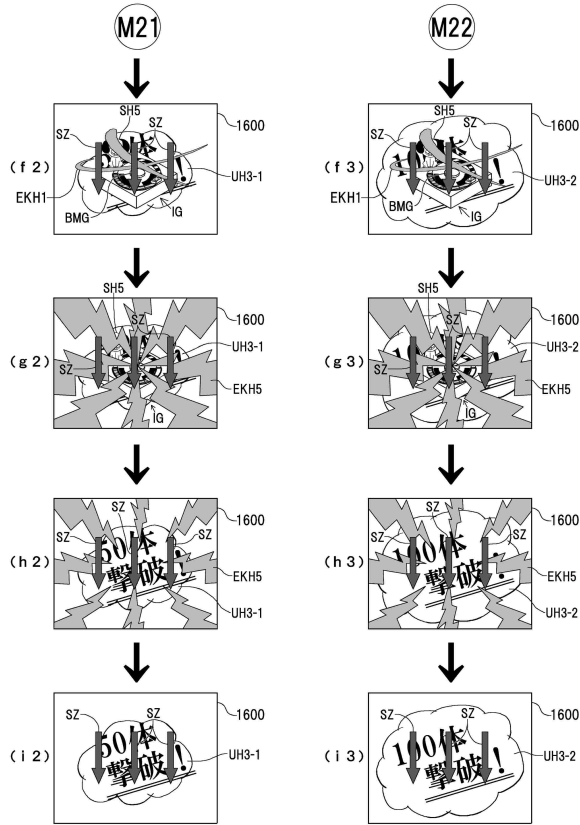 M21
M22
SH5
SZ
SZ
1600
(f2)
UH3-1
EKH1
BMG
IG
SH5
SZ
SZ
1600
(f3)
UH3-2
EKH1
BMG
IG
SH5
SZ
1600
UH3-1
(g2)
SZ
EKH5
IG
SH5
SZ
1600
UH3-2
(g3)
SZ
EKH5
IG
SZ
1600
SZ
SZ
50体
(h2)
撃破!
EKH5
UH3-1
SZ
1600
SZ
SZ
100体
(h3)
撃破!
EKH5
UH3-2
SZ
SZ
1600
50体
(i2)
撃破!
UH3-1
SZ
SZ
1600
100体
(i3)
撃破!
UH3-2